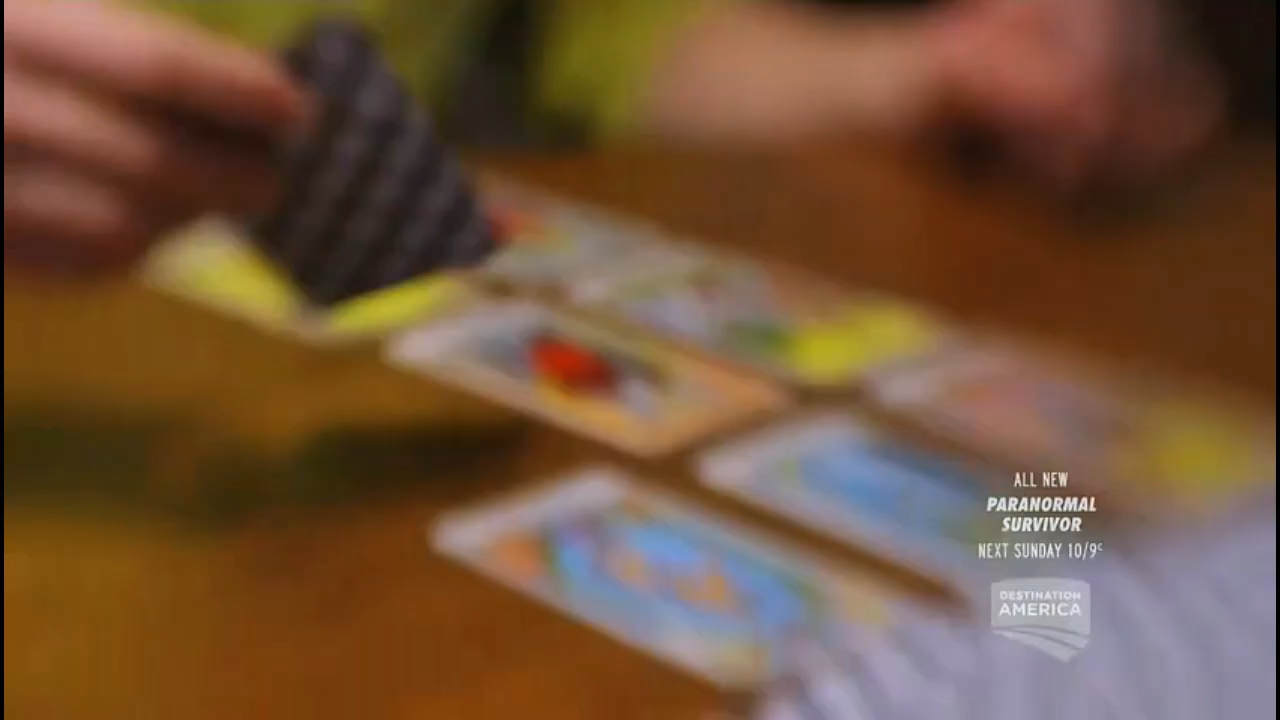 ALL NEW
PARANORMAL
SURVIVOR
NEXT SUNDAY 10/9c
DESTINATION
AMERICA